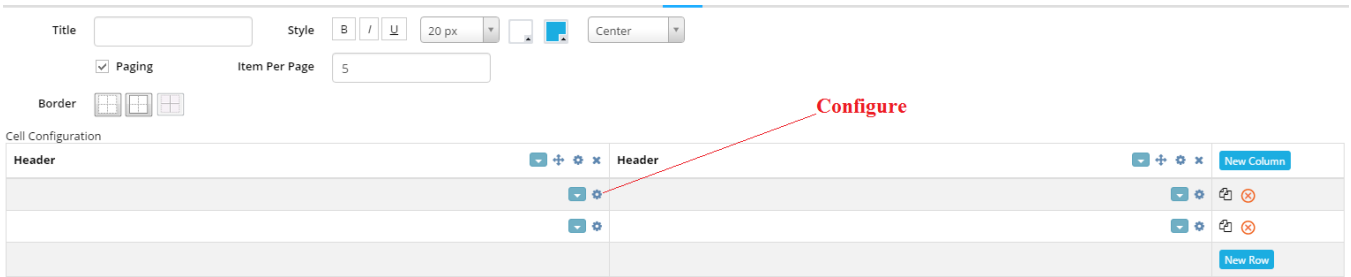 Title Style B I U 20 px Center
Paging Item Per Page 5
Border
Configure
Cell Configuration
Header Header New Column
New Row